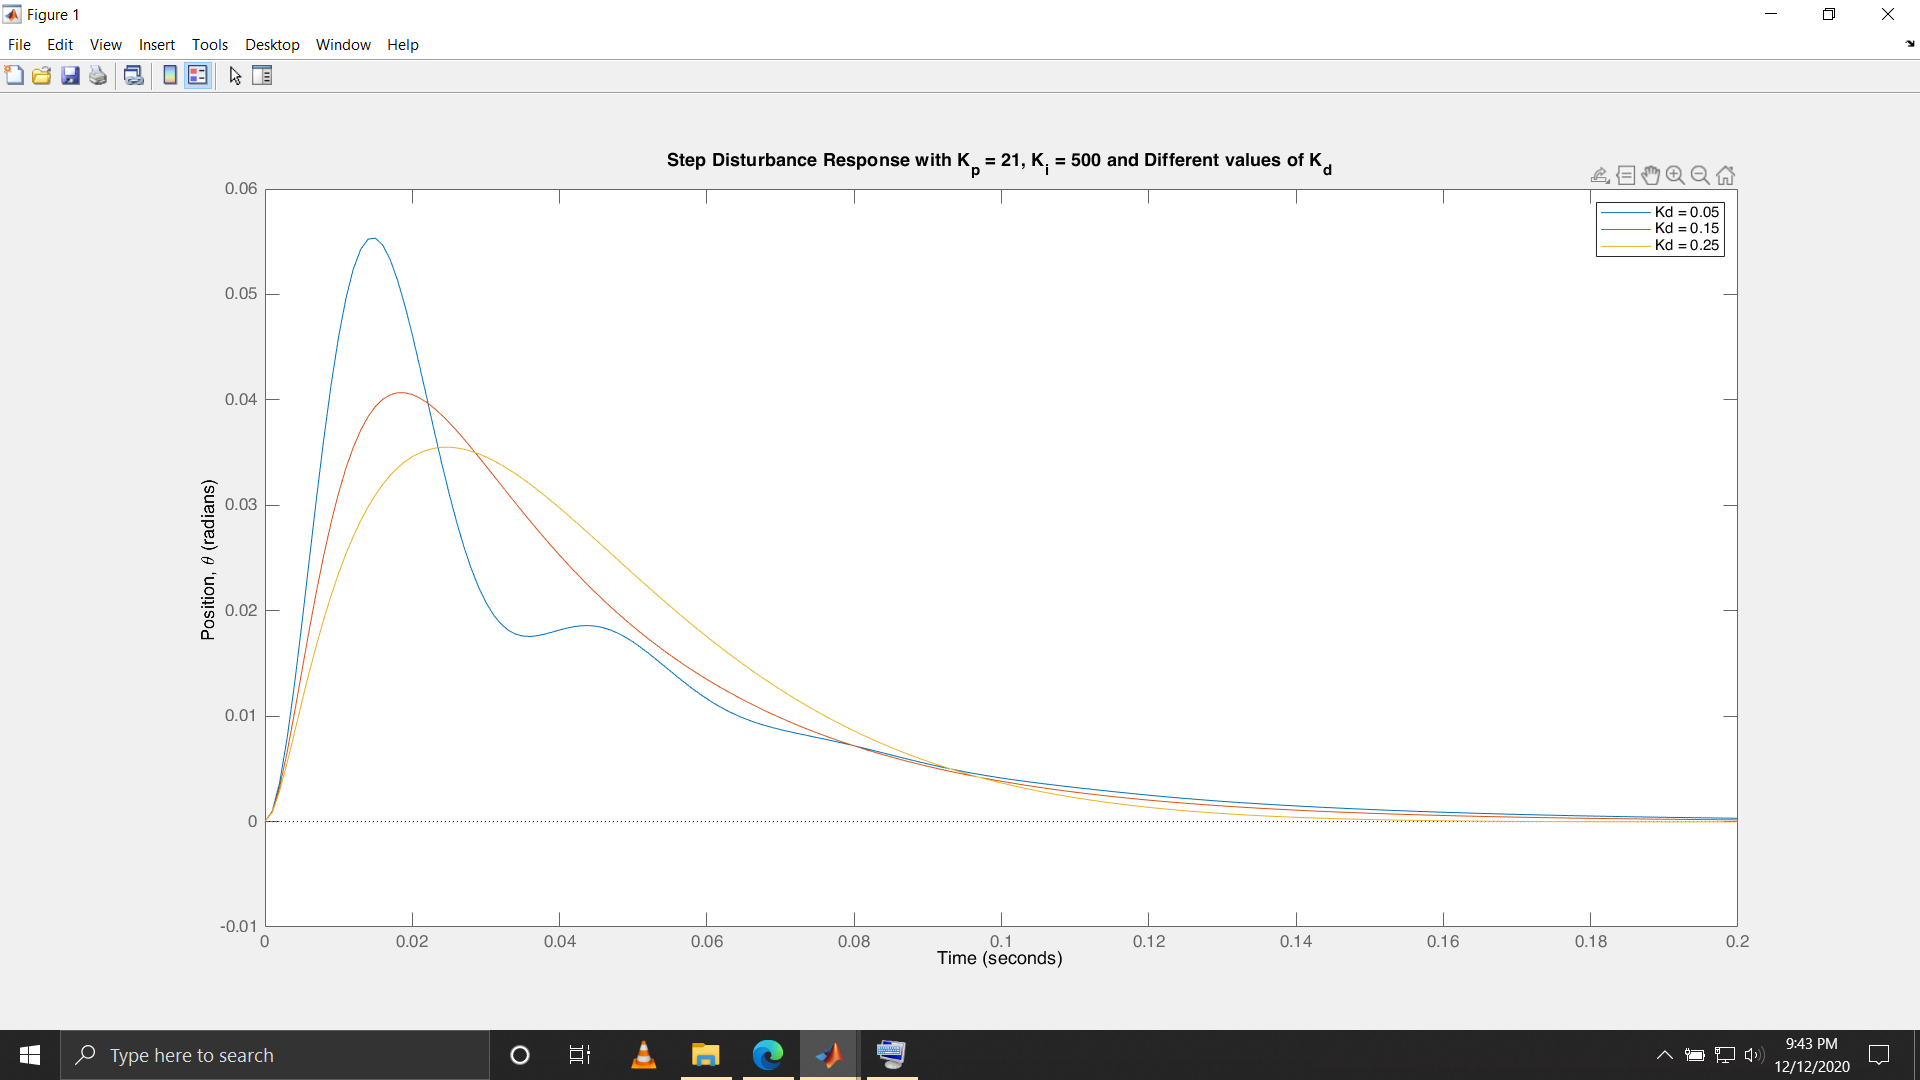 Figure 1
File Edit View Insert Tools Desktop Window Help
Step Disturbance Response with Kp = 21, Ki = 500 and Different values of Kd
0.06
0.05
0.04
0.03
0.02
0.01
0
-0.01
Position, θ (radians)
Kd = 0.05
Kd = 0.15
Kd = 0.25
0 0.02 0.04 0.06 0.08 0.1 0.12 0.14 0.16 0.18 0.2
Time (seconds)
Type here to search
9:43 PM
12/12/2020